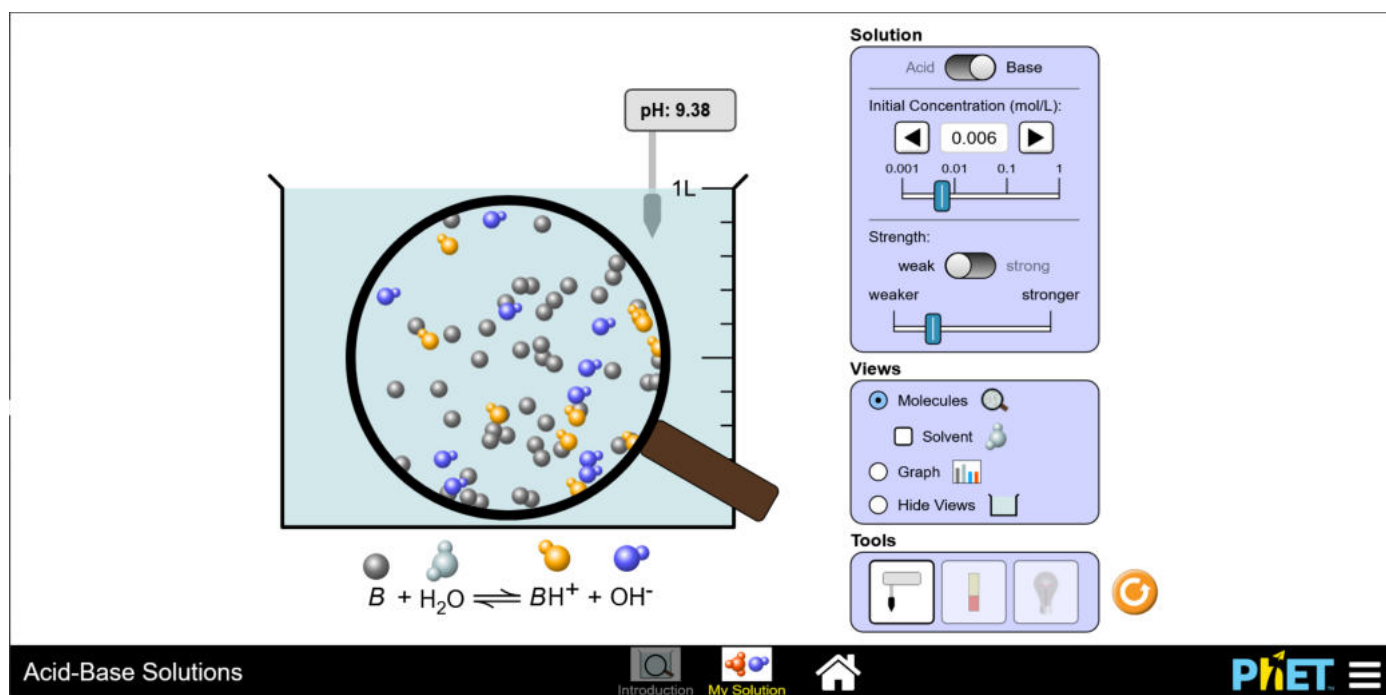 Solution
Acid Base
pH: 9.38
Initial Concentration (mol/L):
0.006
0.001 0.01 0.1 1
1L
Strength:
weak strong
weaker stronger
Views
Molecules
Solvent
Graph
Hide Views
Tools
B + H₂O ⇌ BH⁺ + OH⁻
Acid-Base Solutions
Introduction My Solution
PhET